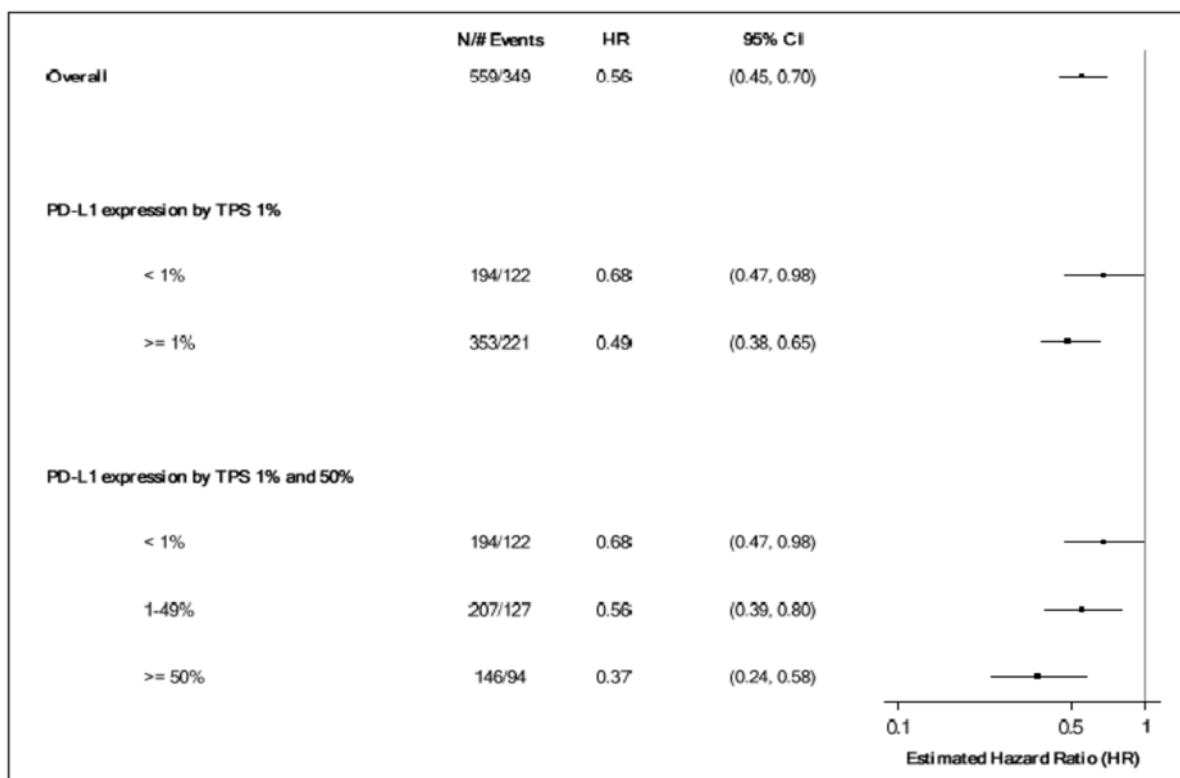 N/# Events HR 95% CI
Overall 559/349 0.56 (0.45, 0.70)
PD-L1 expression by TPS 1%
< 1% 194/122 0.68 (0.47, 0.98)
>= 1% 353/221 0.49 (0.38, 0.65)
PD-L1 expression by TPS 1% and 50%
< 1% 194/122 0.68 (0.47, 0.98)
1-49% 207/127 0.56 (0.39, 0.80)
>= 50% 146/94 0.37 (0.24, 0.58)
0.1 0.5 1
Estimated Hazard Ratio (HR)